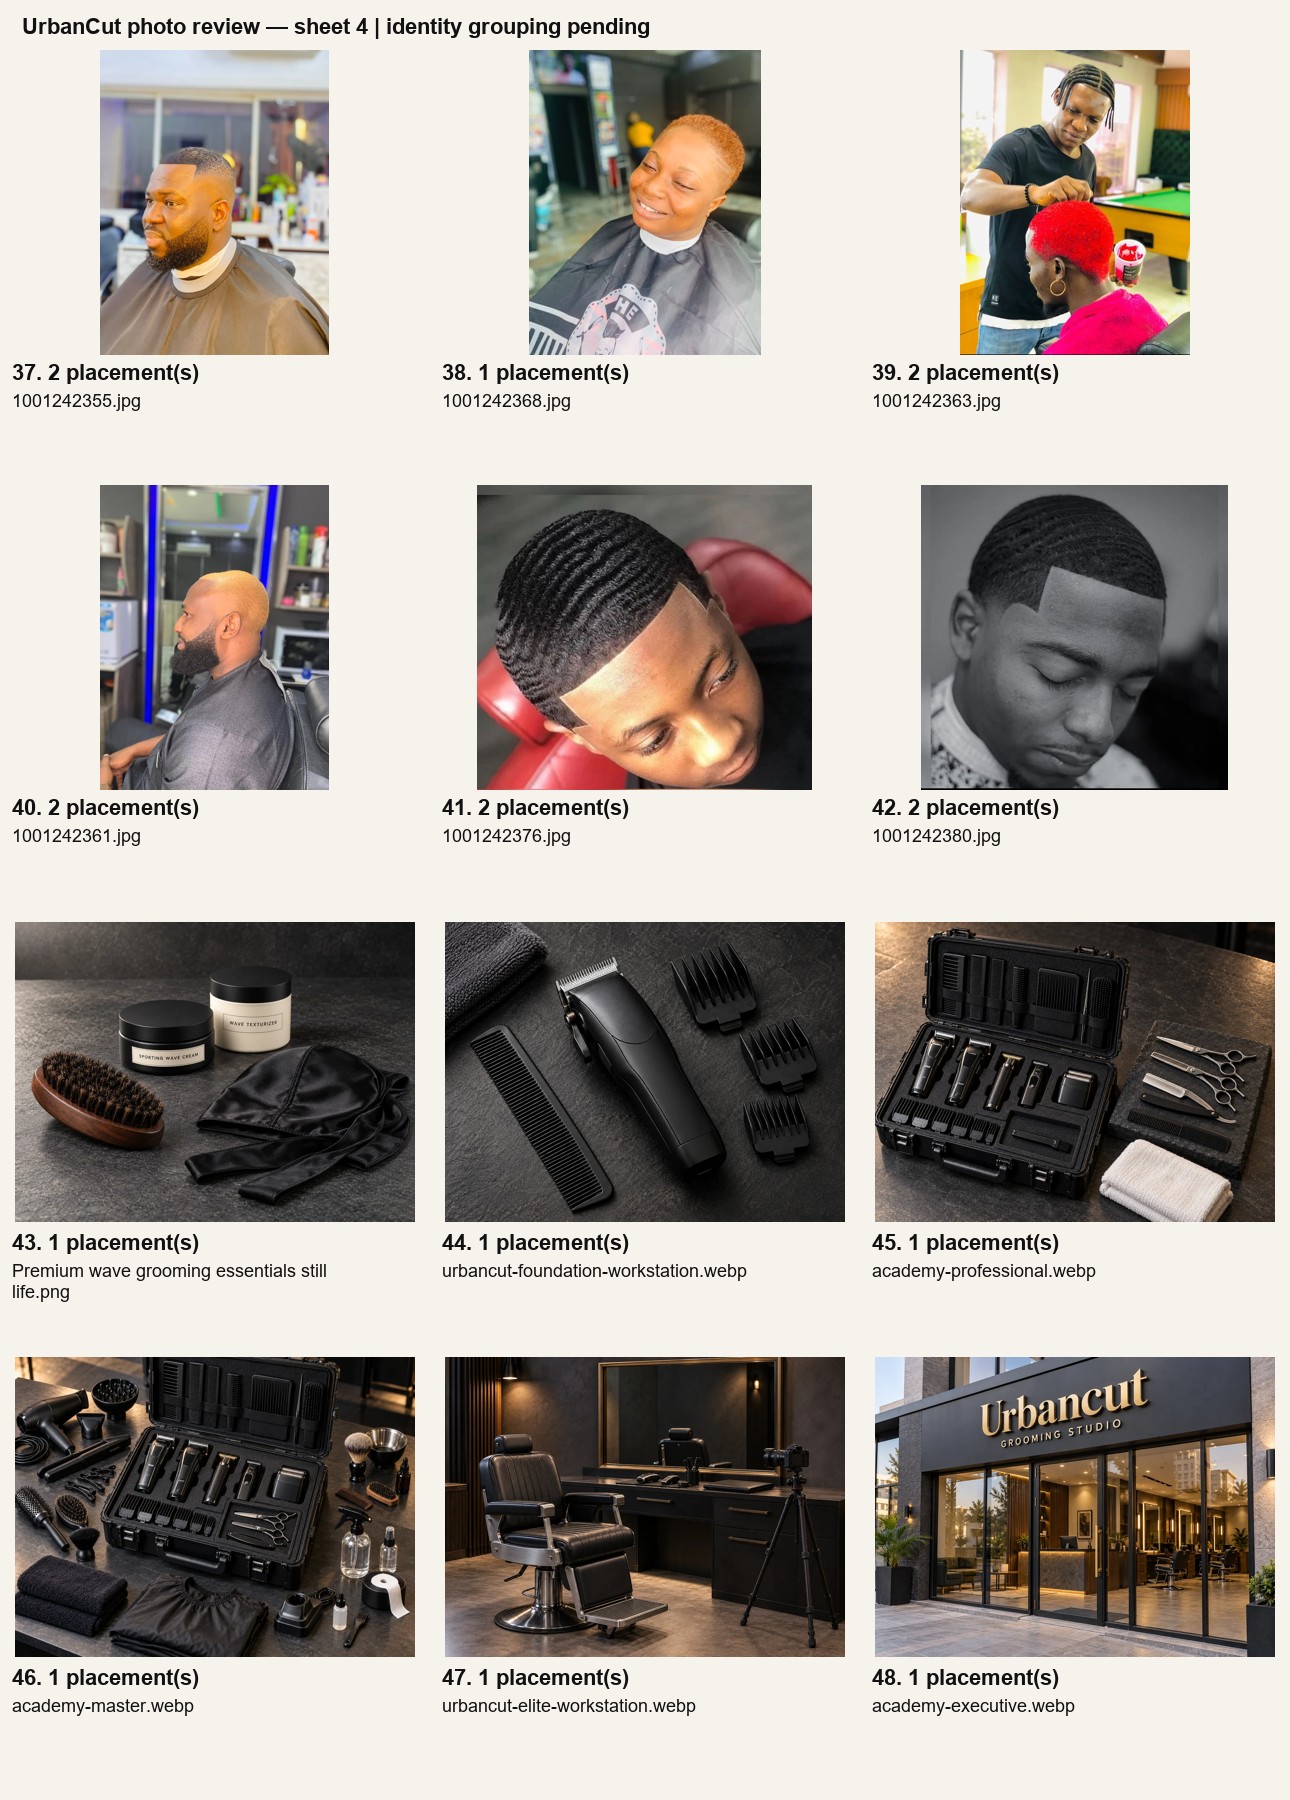 UrbanCut photo review — sheet 4 | identity grouping pending
HE
37. 2 placement(s)
1001242355.jpg
38. 1 placement(s)
1001242368.jpg
39. 2 placement(s)
1001242363.jpg
40. 2 placement(s)
1001242361.jpg
41. 2 placement(s)
1001242376.jpg
42. 2 placement(s)
1001242380.jpg
WAVE TEXTURIZER
SPORTING WAVE CREAM
43. 1 placement(s)
Premium wave grooming essentials still
life.png
44. 1 placement(s)
urbancut-foundation-workstation.webp
45. 1 placement(s)
academy-professional.webp
Urbancut
GROOMING STUDIO
46. 1 placement(s)
academy-master.webp
47. 1 placement(s)
urbancut-elite-workstation.webp
48. 1 placement(s)
academy-executive.webp